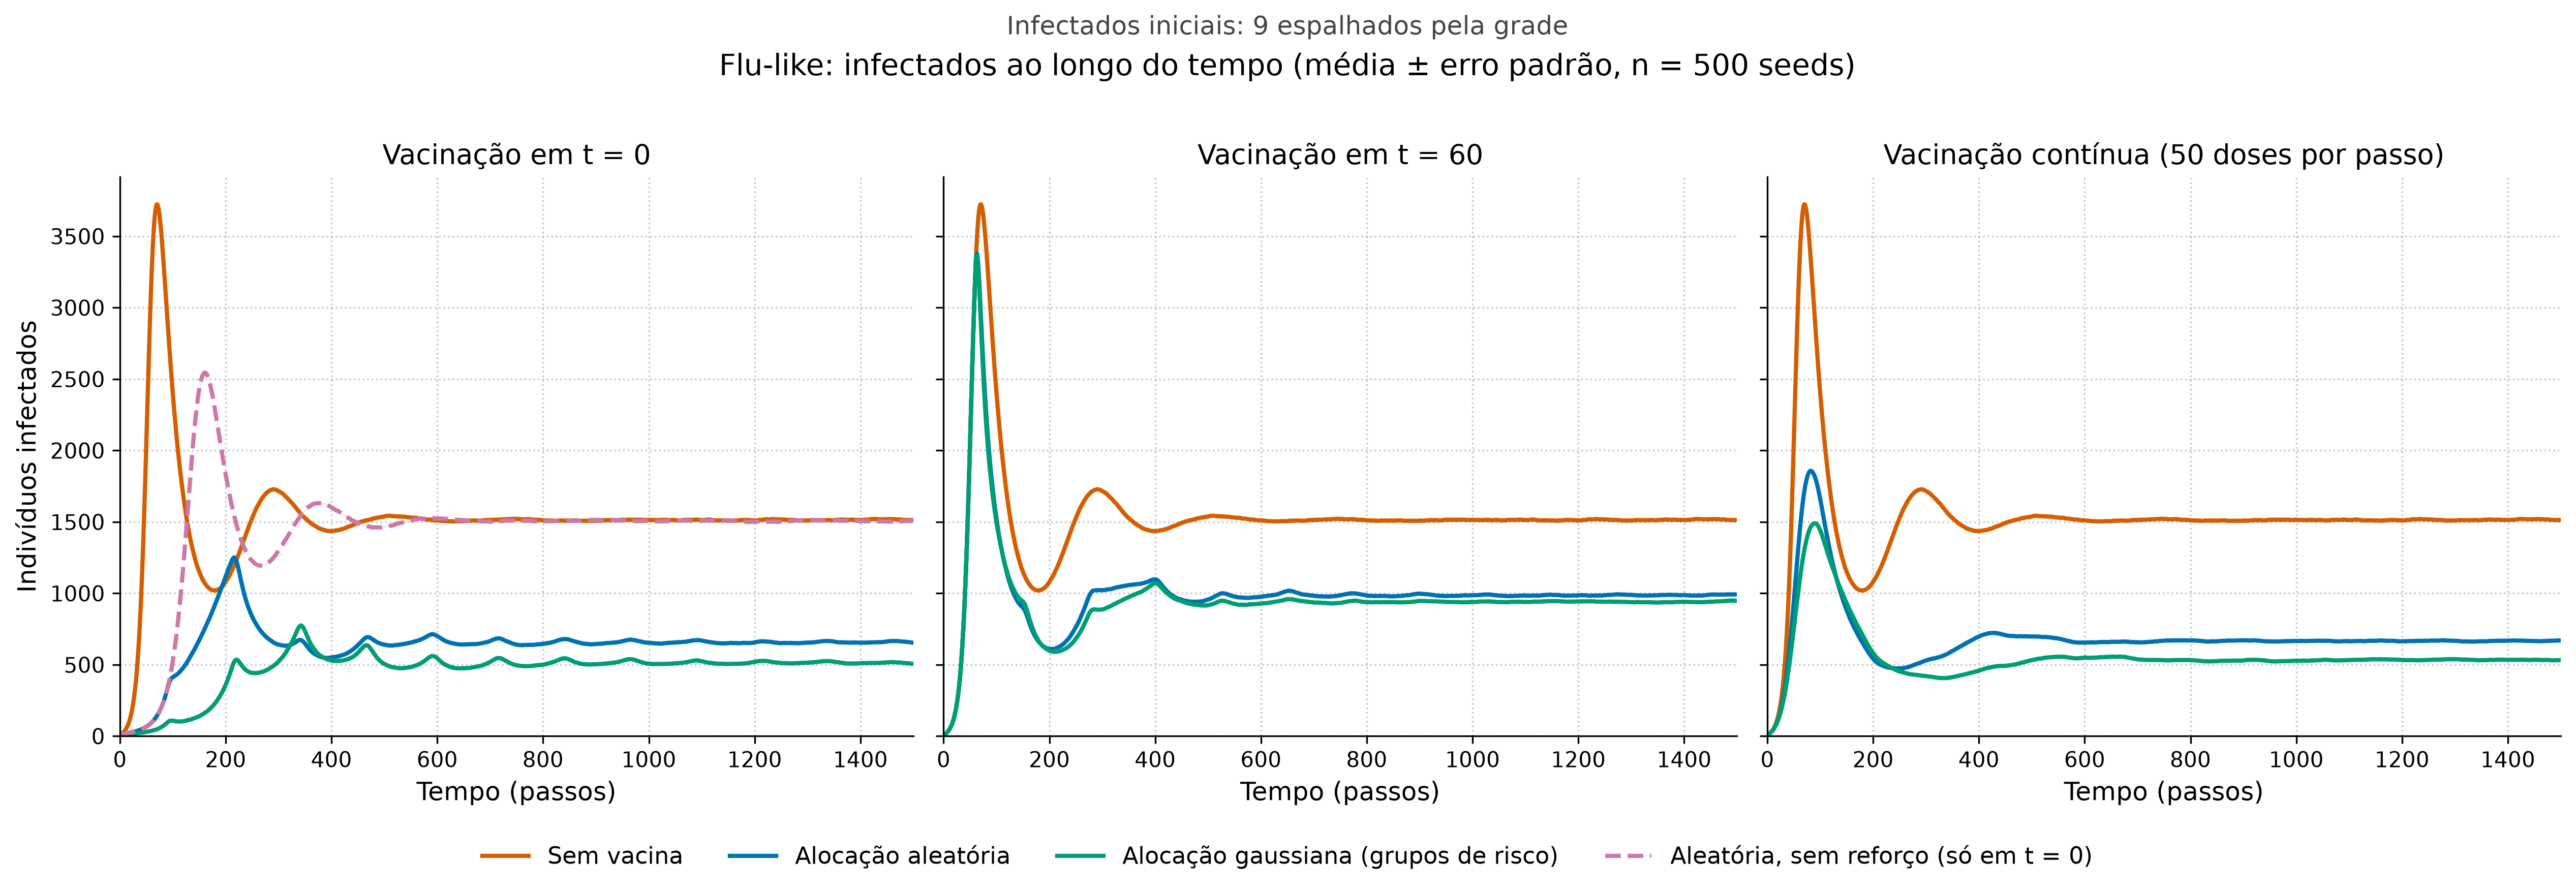 Infectados iniciais: 9 espalhados pela grade
Flu-like: infectados ao longo do tempo (média ± erro padrão, n = 500 seeds)
Vacinação em t = 0
Vacinação em t = 60
Vacinação contínua (50 doses por passo)
Indivíduos infectados
3500
3000
2500
2000
1500
1000
500
0
0 200 400 600 800 1000 1200 1400
0 200 400 600 800 1000 1200 1400
0 200 400 600 800 1000 1200 1400
Tempo (passos)
Tempo (passos)
Tempo (passos)
Sem vacina
Alocação aleatória
Alocação gaussiana (grupos de risco)
Aleatória, sem reforço (só em t = 0)